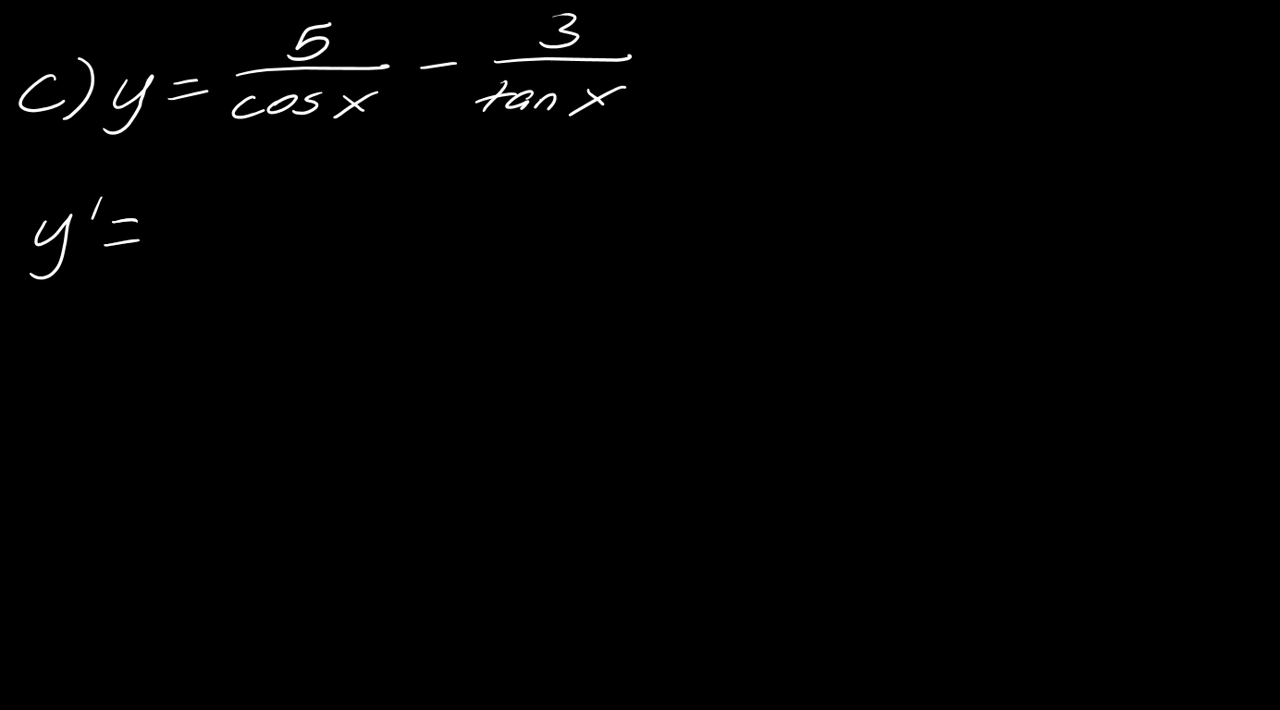 c) y = 5/cos x - 3/tan x
y' =